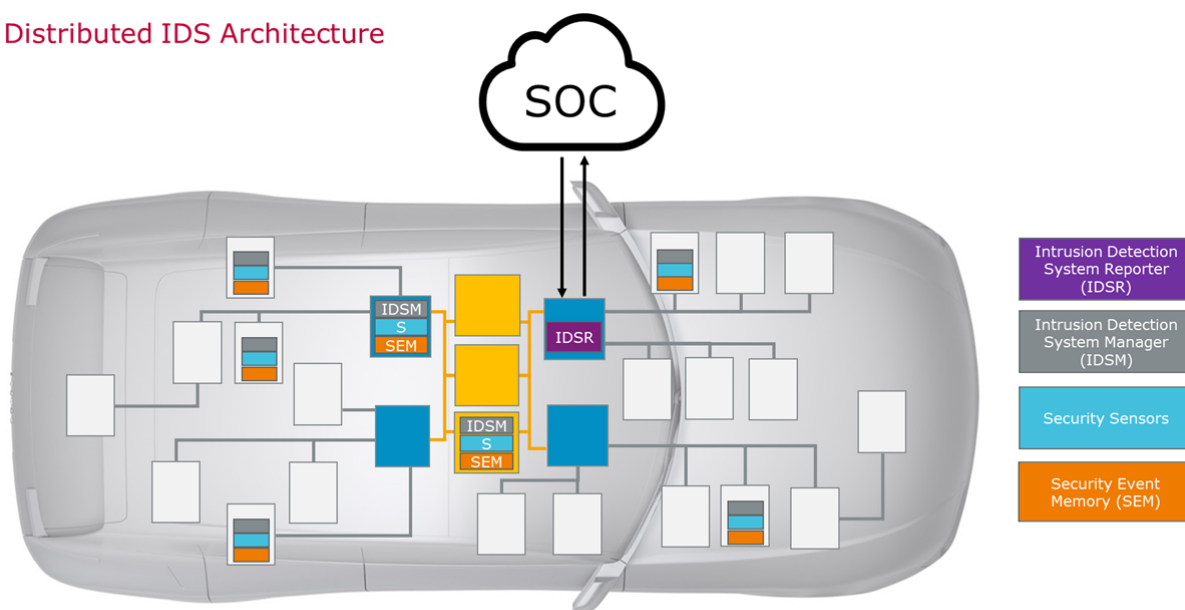 Distributed IDS Architecture
SOC
IDSM
S
SEM
IDSR
IDSM
S
SEM
Intrusion Detection
System Reporter
(IDSR)
Intrusion Detection
System Manager
(IDSM)
Security Sensors
Security Event
Memory (SEM)